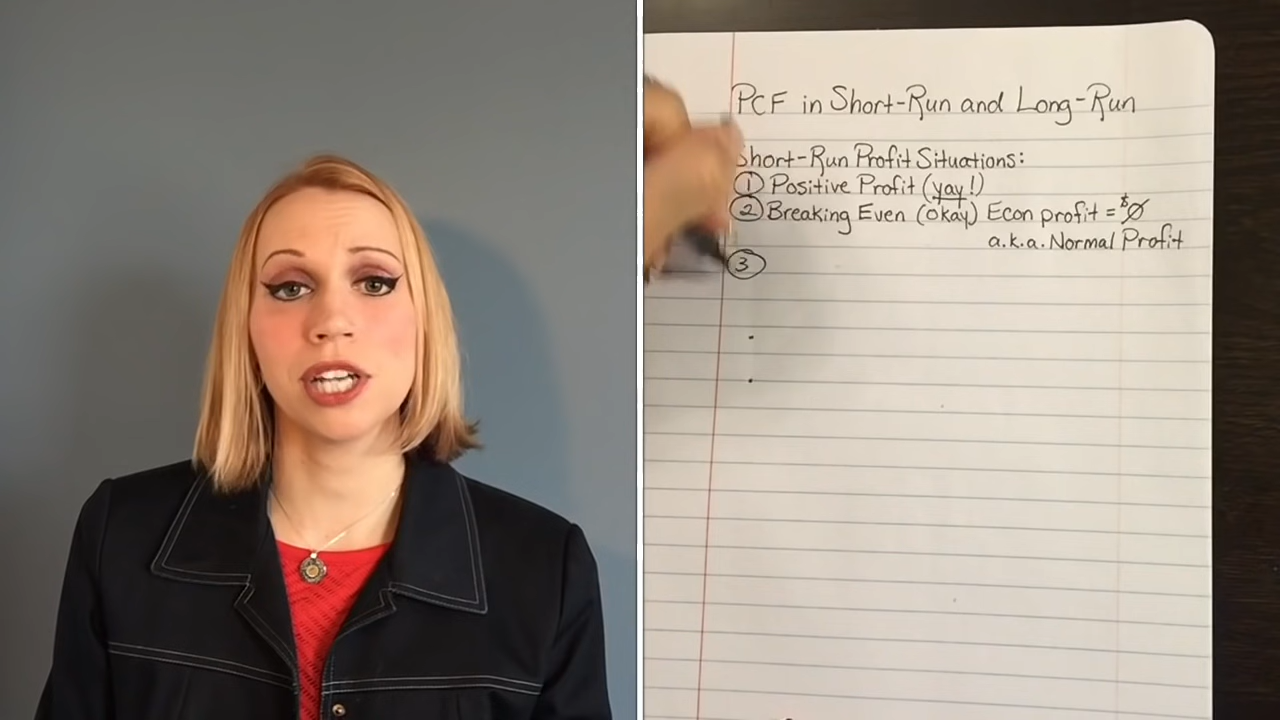 PCF in Short-Run and Long-Run
Short-Run Profit Situations:
① Positive Profit (yay!)
② Breaking Even (okay) Econ profit = $0
a.k.a. Normal Profit
③